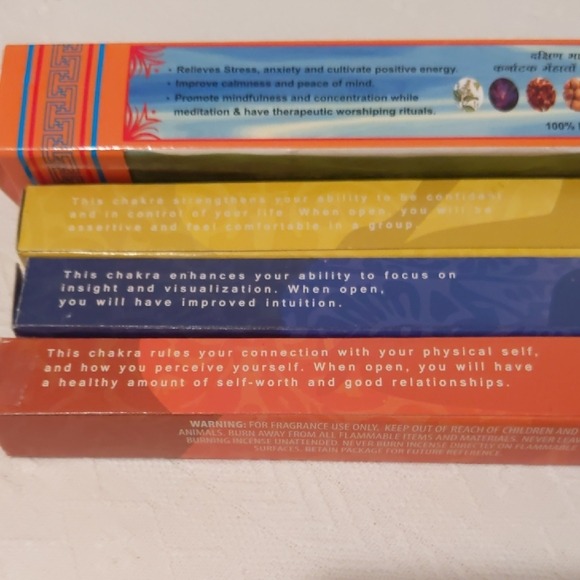 • Relieves Stress, anxiety and cultivate positive energy.
• Improve calmness and peace of mind.
• Promote mindfulness and concentration while
meditation & have therapeutic worshiping rituals.
दक्षिण
कर्नाटक
100%
This chakra strengthens your ability to be confident
and in control of your life. When open, you will be
assertive and feel comfortable in a group.
This chakra enhances your ability to focus on
insight and visualization. When open,
you will have improved intuition.
This chakra rules your connection with your physical self,
and how you perceive yourself. When open, you will have
a healthy amount of self-worth and good relationships.
WARNING: FOR FRAGRANCE USE ONLY. KEEP OUT OF REACH OF CHILDREN AND
ANIMALS. BURN AWAY FROM ALL FLAMMABLE ITEMS AND MATERIALS. NEVER
BURNING INCENSE UNATTENDED. NEVER BURN INCENSE DIRECTLY ON FLAMMABLE
SURFACES. RETAIN PACKAGE FOR FUTURE REFERENCE